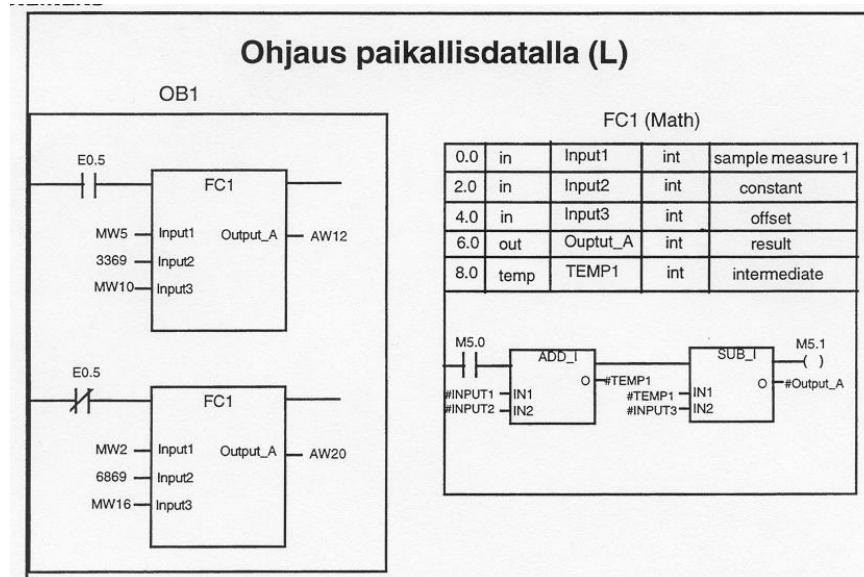 Ohjaus paikallisdatalla (L)
OB1
E0.5
FC1
MW5 Input1 Output_A AW12
3369 Input2
MW10 Input3
E0.5
FC1
MW2 Input1 Output_A AW20
6869 Input2
MW16 Input3
FC1 (Math)
0.0 in Input1 int sample measure 1
2.0 in Input2 int constant
4.0 in Input3 int offset
6.0 out Ouptut_A int result
8.0 temp TEMP1 int intermediate
M5.0 ADD_I SUB_I M5.1
( )
O #TEMP1 O #Output_A
#INPUT1 IN1 #TEMP1 IN1
#INPUT2 IN2 #INPUT3 IN2